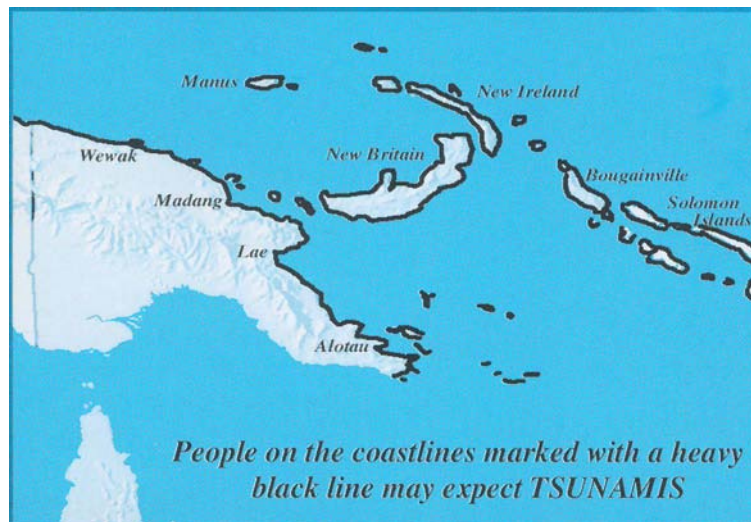 Manus
New Ireland
Wewak
New Britain
Madang
Bougainville
Solomon
Islands
Lae
Alotau
People on the coastlines marked with a heavy
black line may expect TSUNAMIS